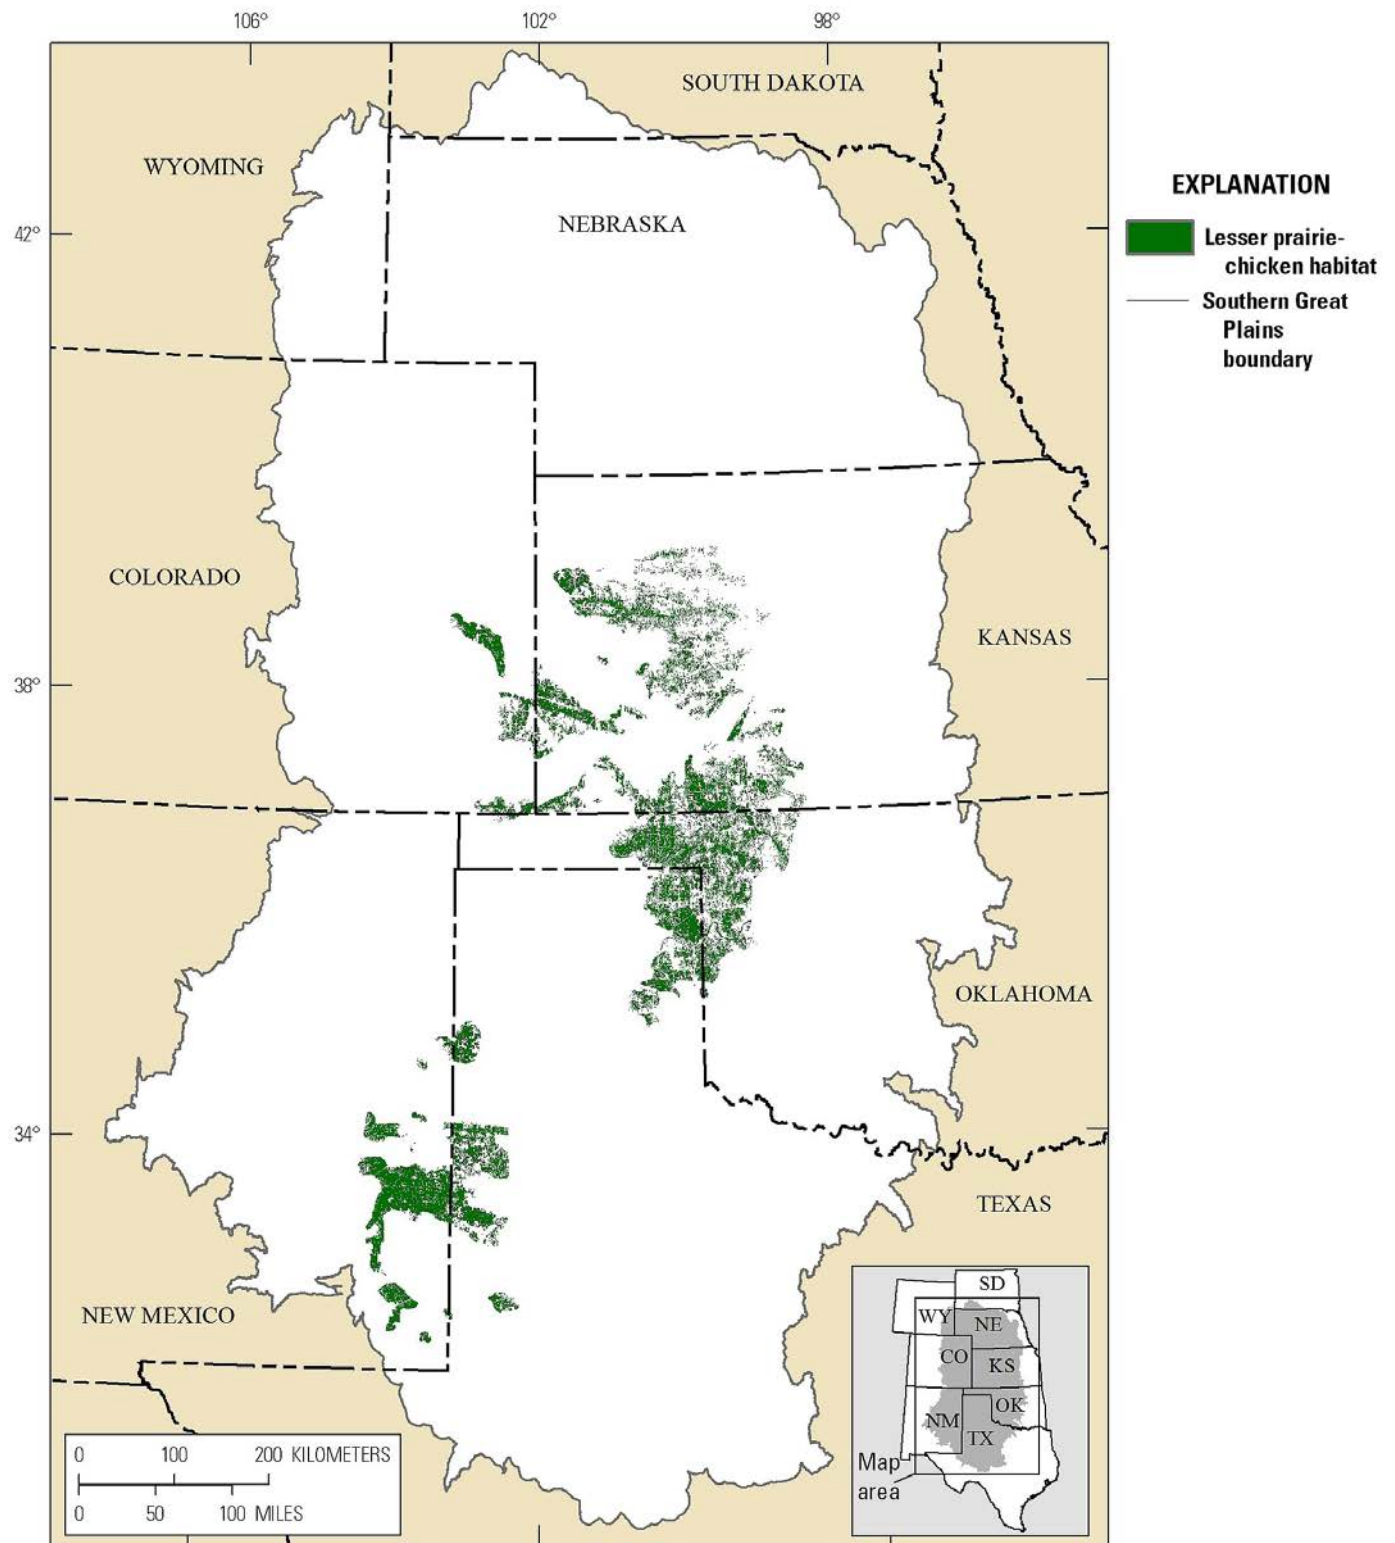 106°
102°
98°
SOUTH DAKOTA
WYOMING
NEBRASKA
42°
EXPLANATION
Lesser prairie-
chicken habitat
Southern Great
Plains
boundary
COLORADO
KANSAS
38°
OKLAHOMA
34°
TEXAS
NEW MEXICO
0 100 200 KILOMETERS
0 50 100 MILES
SD
WY
NE
CO
KS
NM
OK
TX
Map
area